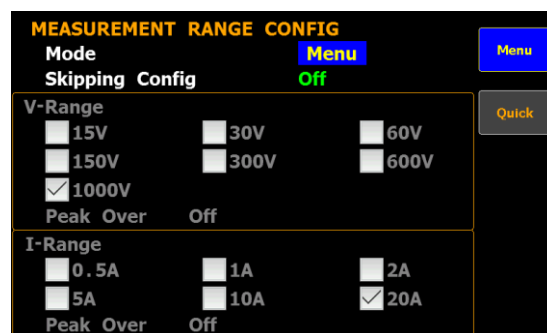 MEASUREMENT RANGE CONFIG
Mode Menu
Skipping Config Off
V-Range
15V 30V 60V
150V 300V 600V
1000V
Peak Over Off
I-Range
0.5A 1A 2A
5A 10A 20A
Peak Over Off
Menu
Quick